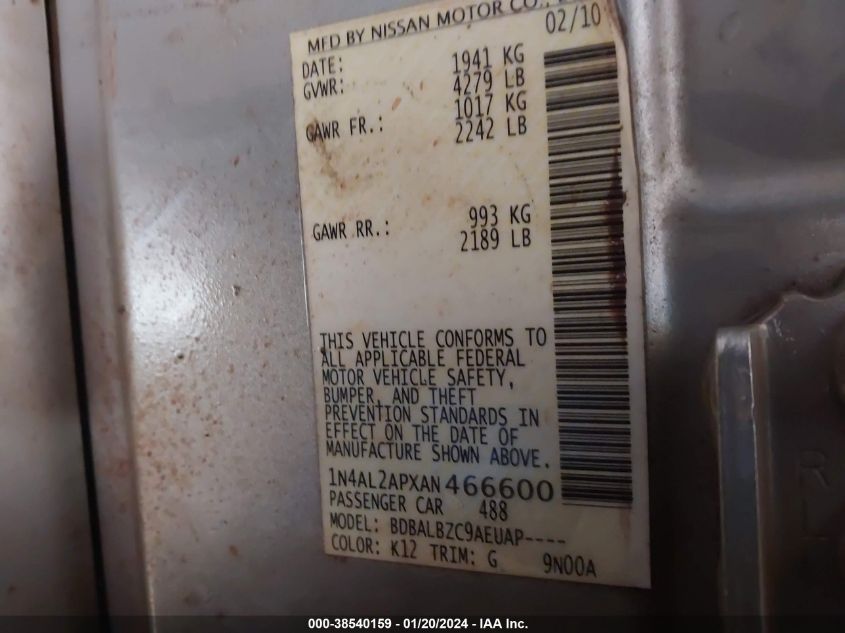 MFD BY NISSAN MOTOR CO.,
DATE: 02/10
GVWR: 1941 KG
4279 LB
GAWR FR.: 1017 KG
2242 LB
GAWR RR.: 993 KG
2189 LB
THIS VEHICLE CONFORMS TO
ALL APPLICABLE FEDERAL
MOTOR VEHICLE SAFETY,
BUMPER, AND THEFT
PREVENTION STANDARDS IN
EFFECT ON THE DATE OF
MANUFACTURE SHOWN ABOVE.
1N4AL2APXAN466600
PASSENGER CAR 488
MODEL: BDBALBZC9AEUAP----
COLOR: K12 TRIM: G 9N00A
R
L
000-38540159 - 01/20/2024 - IAA Inc.